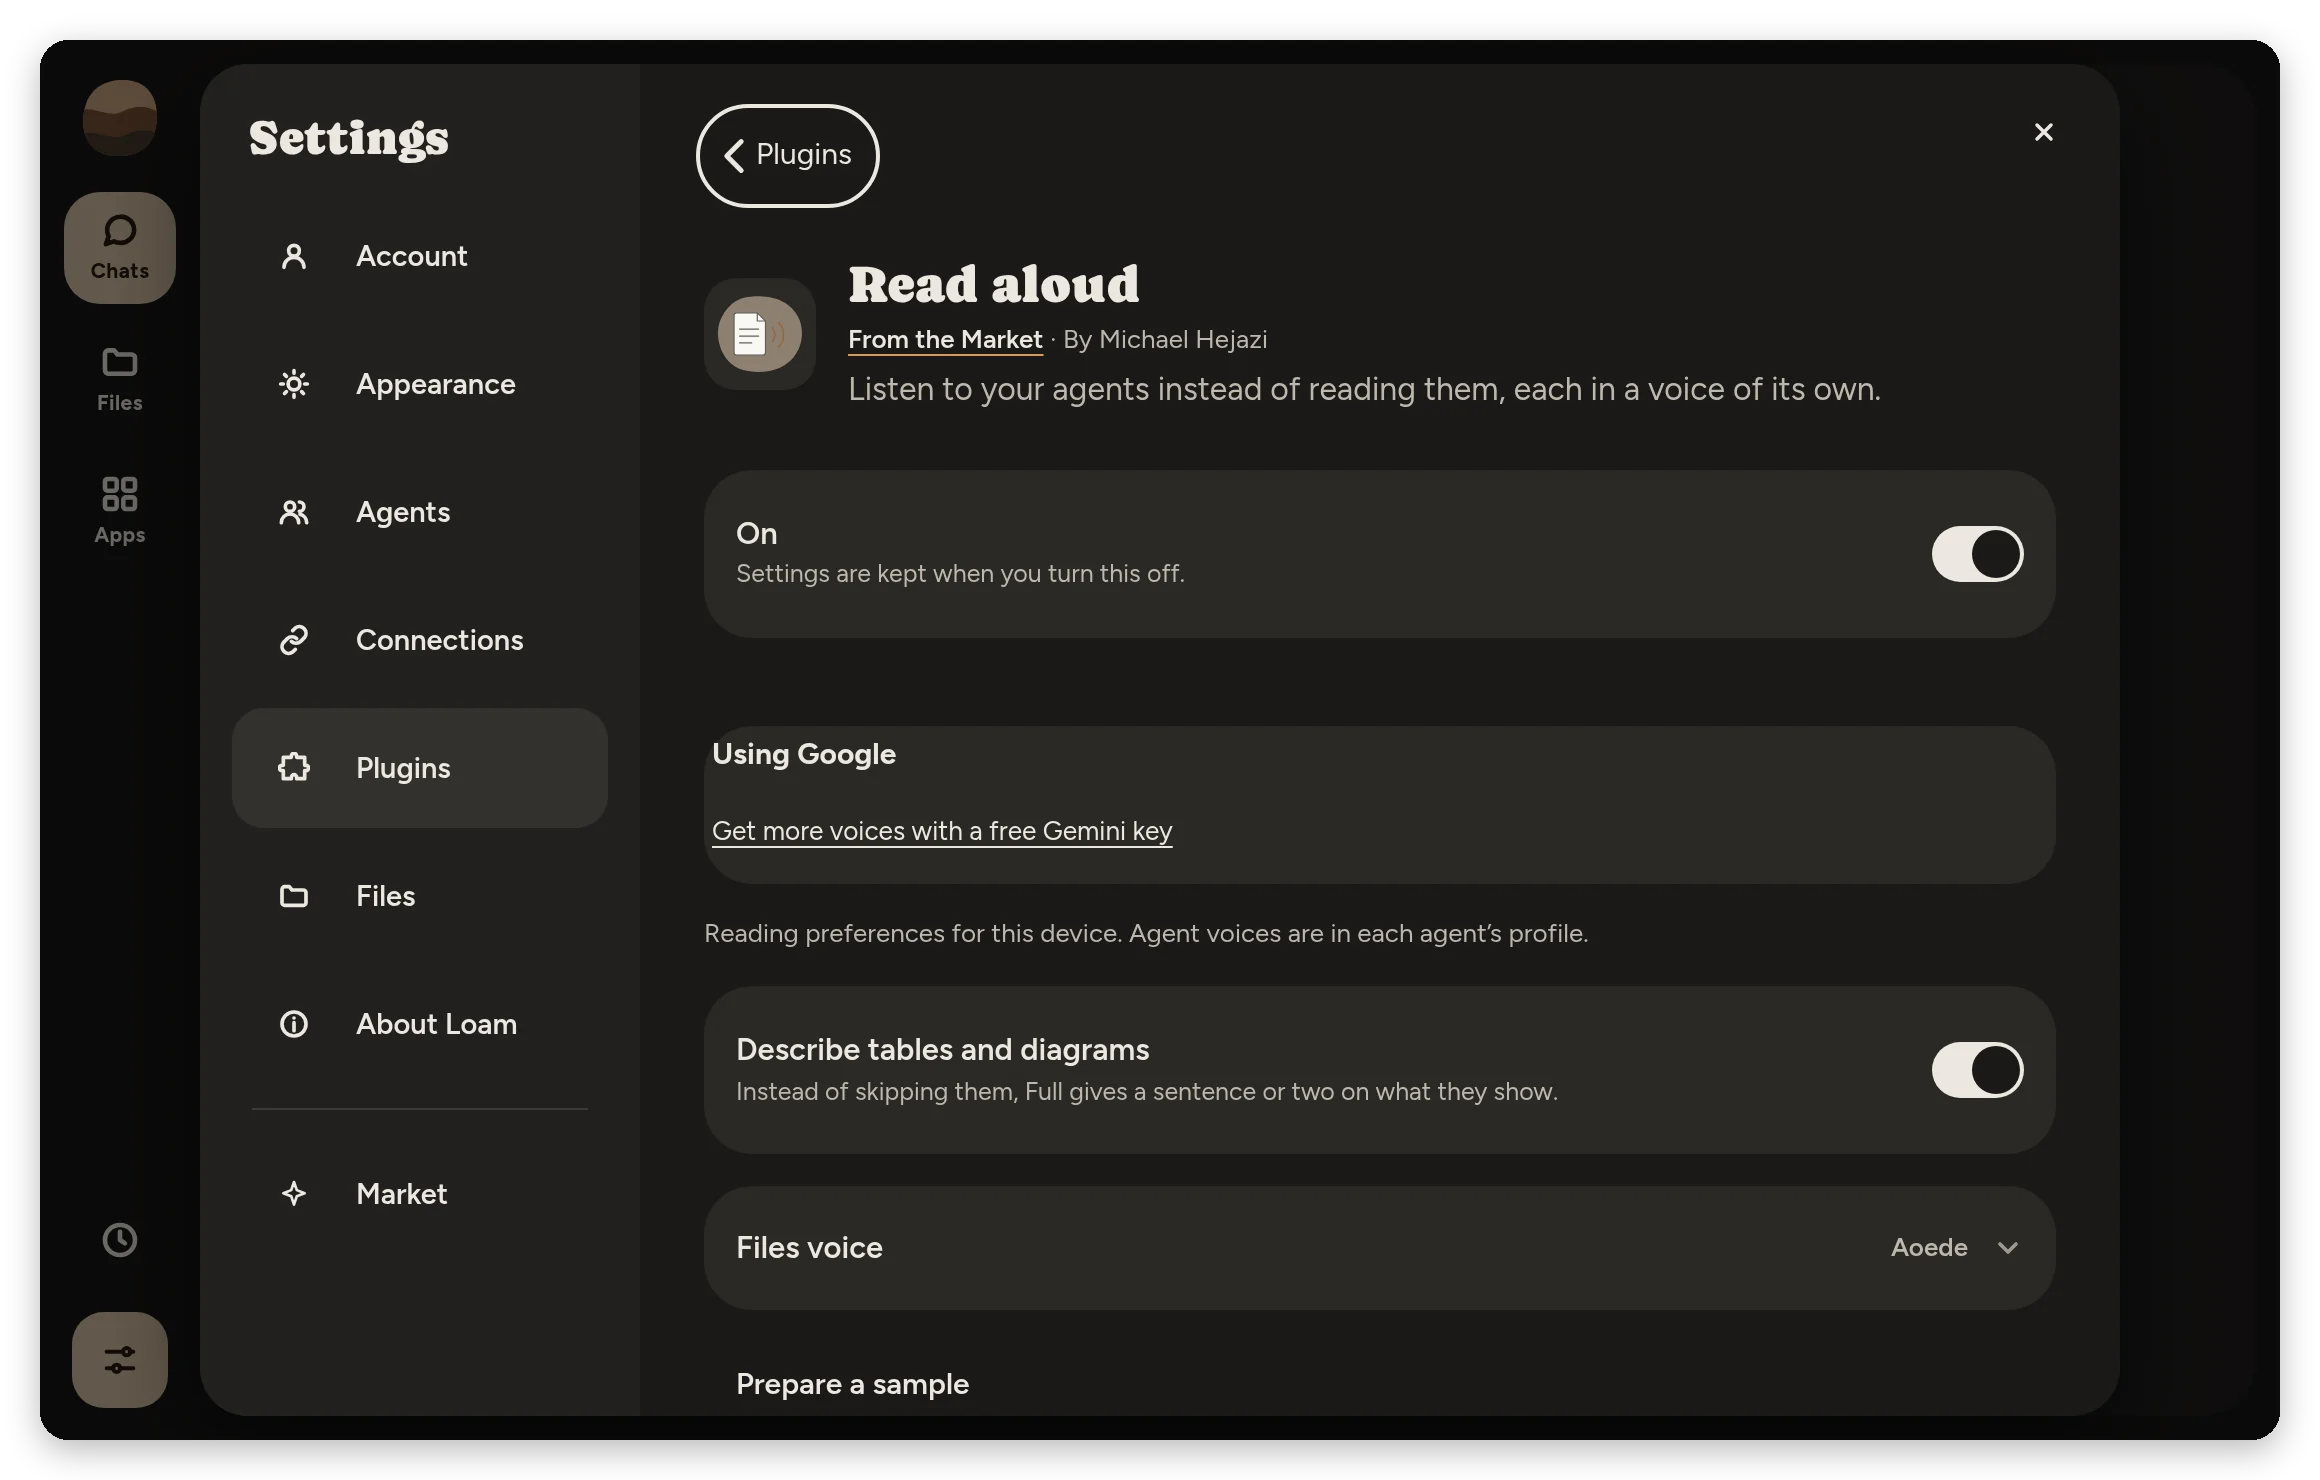 Chats
Files
Apps
Settings
Account
Appearance
Agents
Connections
Plugins
Files
About Loam
Market
Plugins
Read aloud
From the Market · By Michael Hejazi
Listen to your agents instead of reading them, each in a voice of its own.
On
Settings are kept when you turn this off.
Using Google
Get more voices with a free Gemini key
Reading preferences for this device. Agent voices are in each agent’s profile.
Describe tables and diagrams
Instead of skipping them, Full gives a sentence or two on what they show.
Files voice
Aoede
Prepare a sample